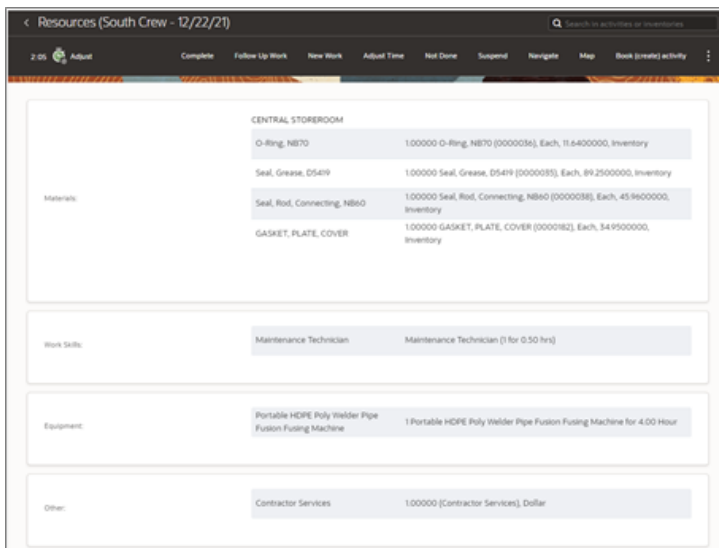 < Resources (South Crew - 12/22/21)
Search in activities or inventories
2:05 Adjust Complete Follow Up Work New Work Adjust Time Not Done Suspend Navigate Map Book (create) activity
CENTRAL STOREROOM
Materials:
O-Ring, NB70 1.00000 O-Ring, NB70 (0000036), Each, 11.6400000, Inventory
Seal, Grease, D5419 1.00000 Seal, Grease, D5419 (0000035), Each, 89.2500000, Inventory
Seal, Rod, Connecting, NB60 1.00000 Seal, Rod, Connecting, NB60 (0000038), Each, 45.9600000,
Inventory
GASKET, PLATE, COVER 1.00000 GASKET, PLATE, COVER (0000182), Each, 34.9500000,
Inventory
Work Skills: Maintenance Technician Maintenance Technician (1 for 0.50 hrs)
Equipment: Portable HDPE Poly Welder Pipe
Fusion Fusing Machine 1 Portable HDPE Poly Welder Pipe Fusion Fusing Machine for 4.00 Hour
Other: Contractor Services 1.00000 (Contractor Services), Dollar